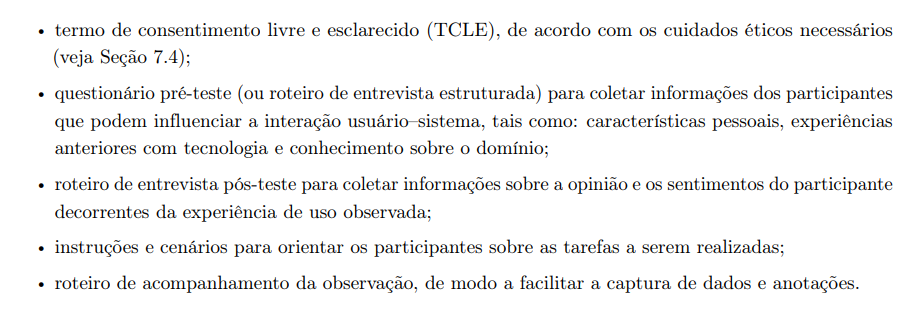 • termo de consentimento livre e esclarecido (TCLE), de acordo com os cuidados éticos necessários
(veja Seção 7.4);
• questionário pré-teste (ou roteiro de entrevista estruturada) para coletar informações dos participantes
que podem influenciar a interação usuário–sistema, tais como: características pessoais, experiências
anteriores com tecnologia e conhecimento sobre o domínio;
• roteiro de entrevista pós-teste para coletar informações sobre a opinião e os sentimentos do participante
decorrentes da experiência de uso observada;
• instruções e cenários para orientar os participantes sobre as tarefas a serem realizadas;
• roteiro de acompanhamento da observação, de modo a facilitar a captura de dados e anotações.